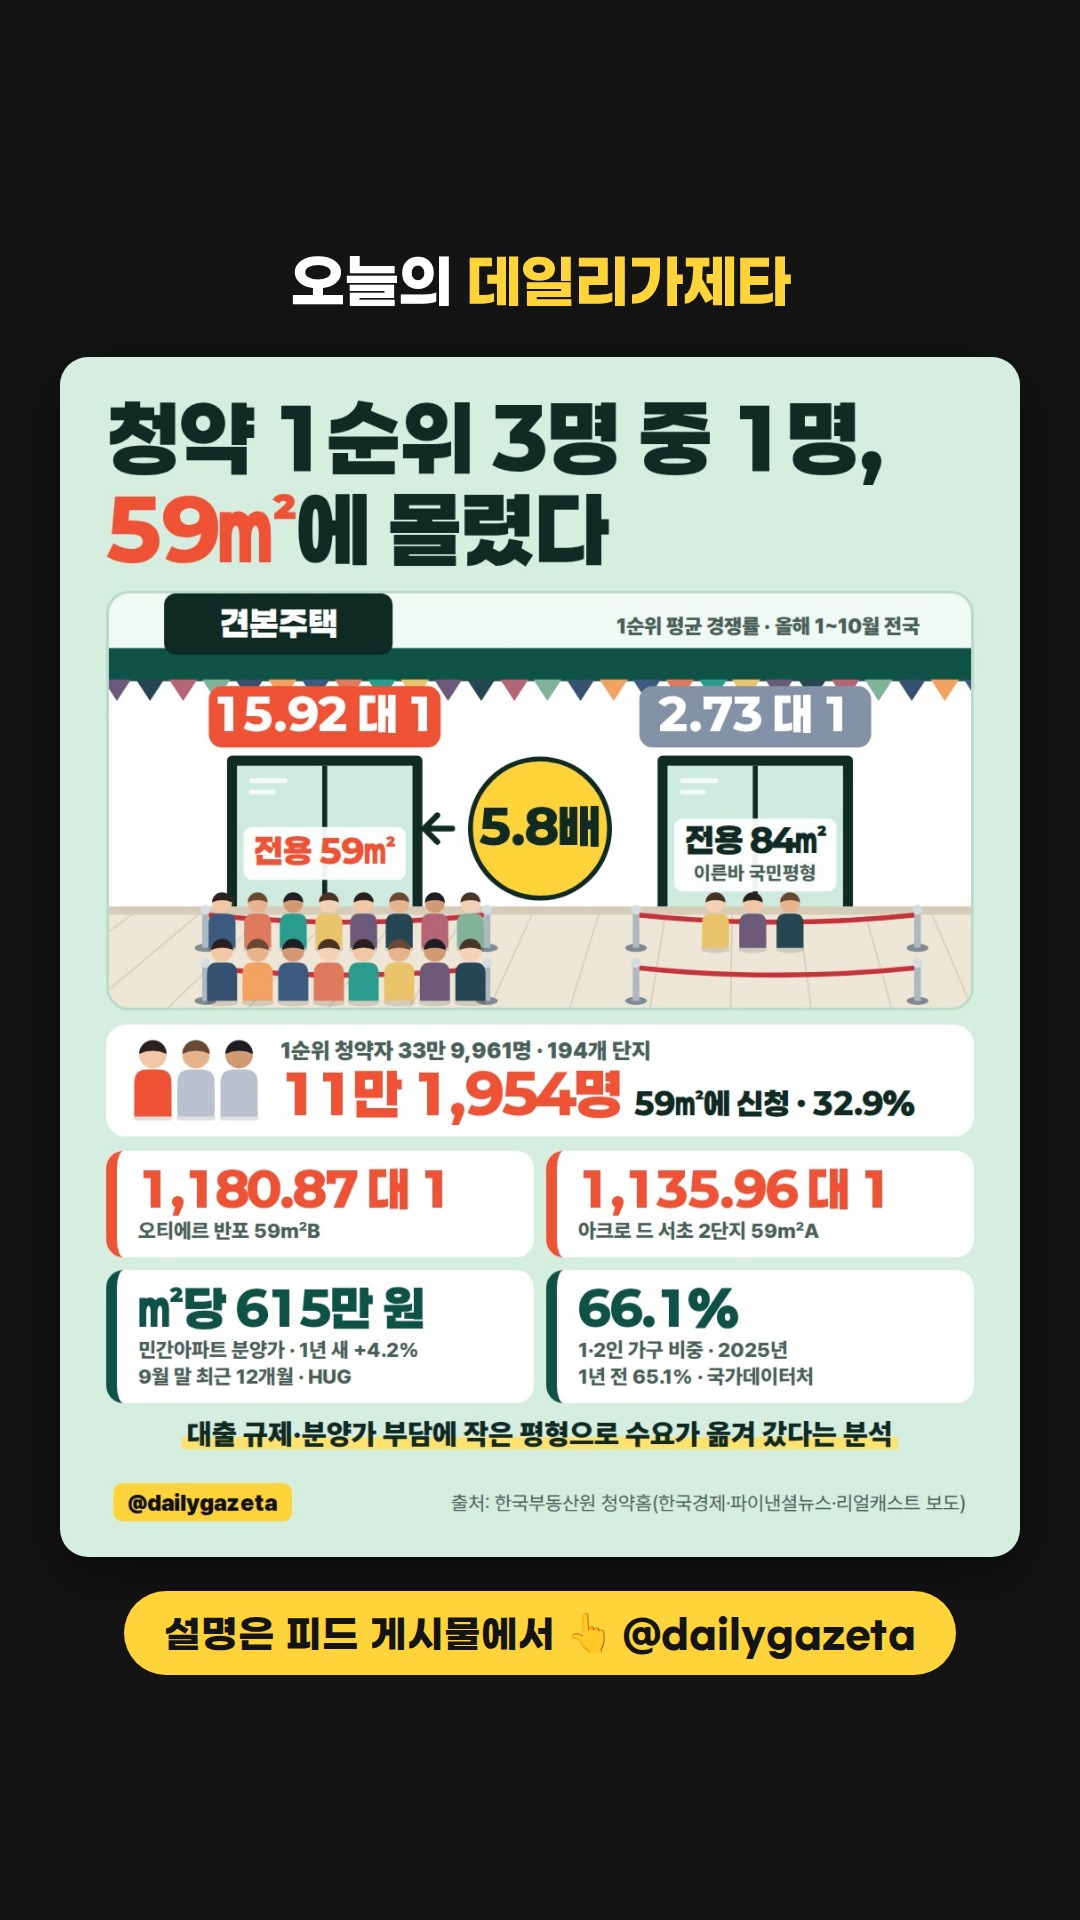 오늘의 데일리가제타
청약 1순위 3명 중 1명,
59㎡에 몰렸다
견본주택
1순위 평균 경쟁률 · 올해 1~10월 전국
15.92 대 1
2.73 대 1
5.8배
전용 59㎡
전용 84㎡
이른바 국민평형
1순위 청약자 33만 9,961명 · 194개 단지
11만 1,954명 59㎡에 신청 · 32.9%
1,180.87 대 1
오티에르 반포 59m²B
1,135.96 대 1
아크로 드 서초 2단지 59m²A
㎡당 615만 원
민간아파트 분양가 · 1년 새 +4.2%
9월 말 최근 12개월 · HUG
66.1%
1·2인 가구 비중 · 2025년
1년 전 65.1% · 국가데이터처
대출 규제·분양가 부담에 작은 평형으로 수요가 옮겨 갔다는 분석
@dailygazeta
출처: 한국부동산원 청약홈(한국경제·파이낸셜뉴스·리얼캐스트 보도)
설명은 피드 게시물에서 👆 @dailygazeta